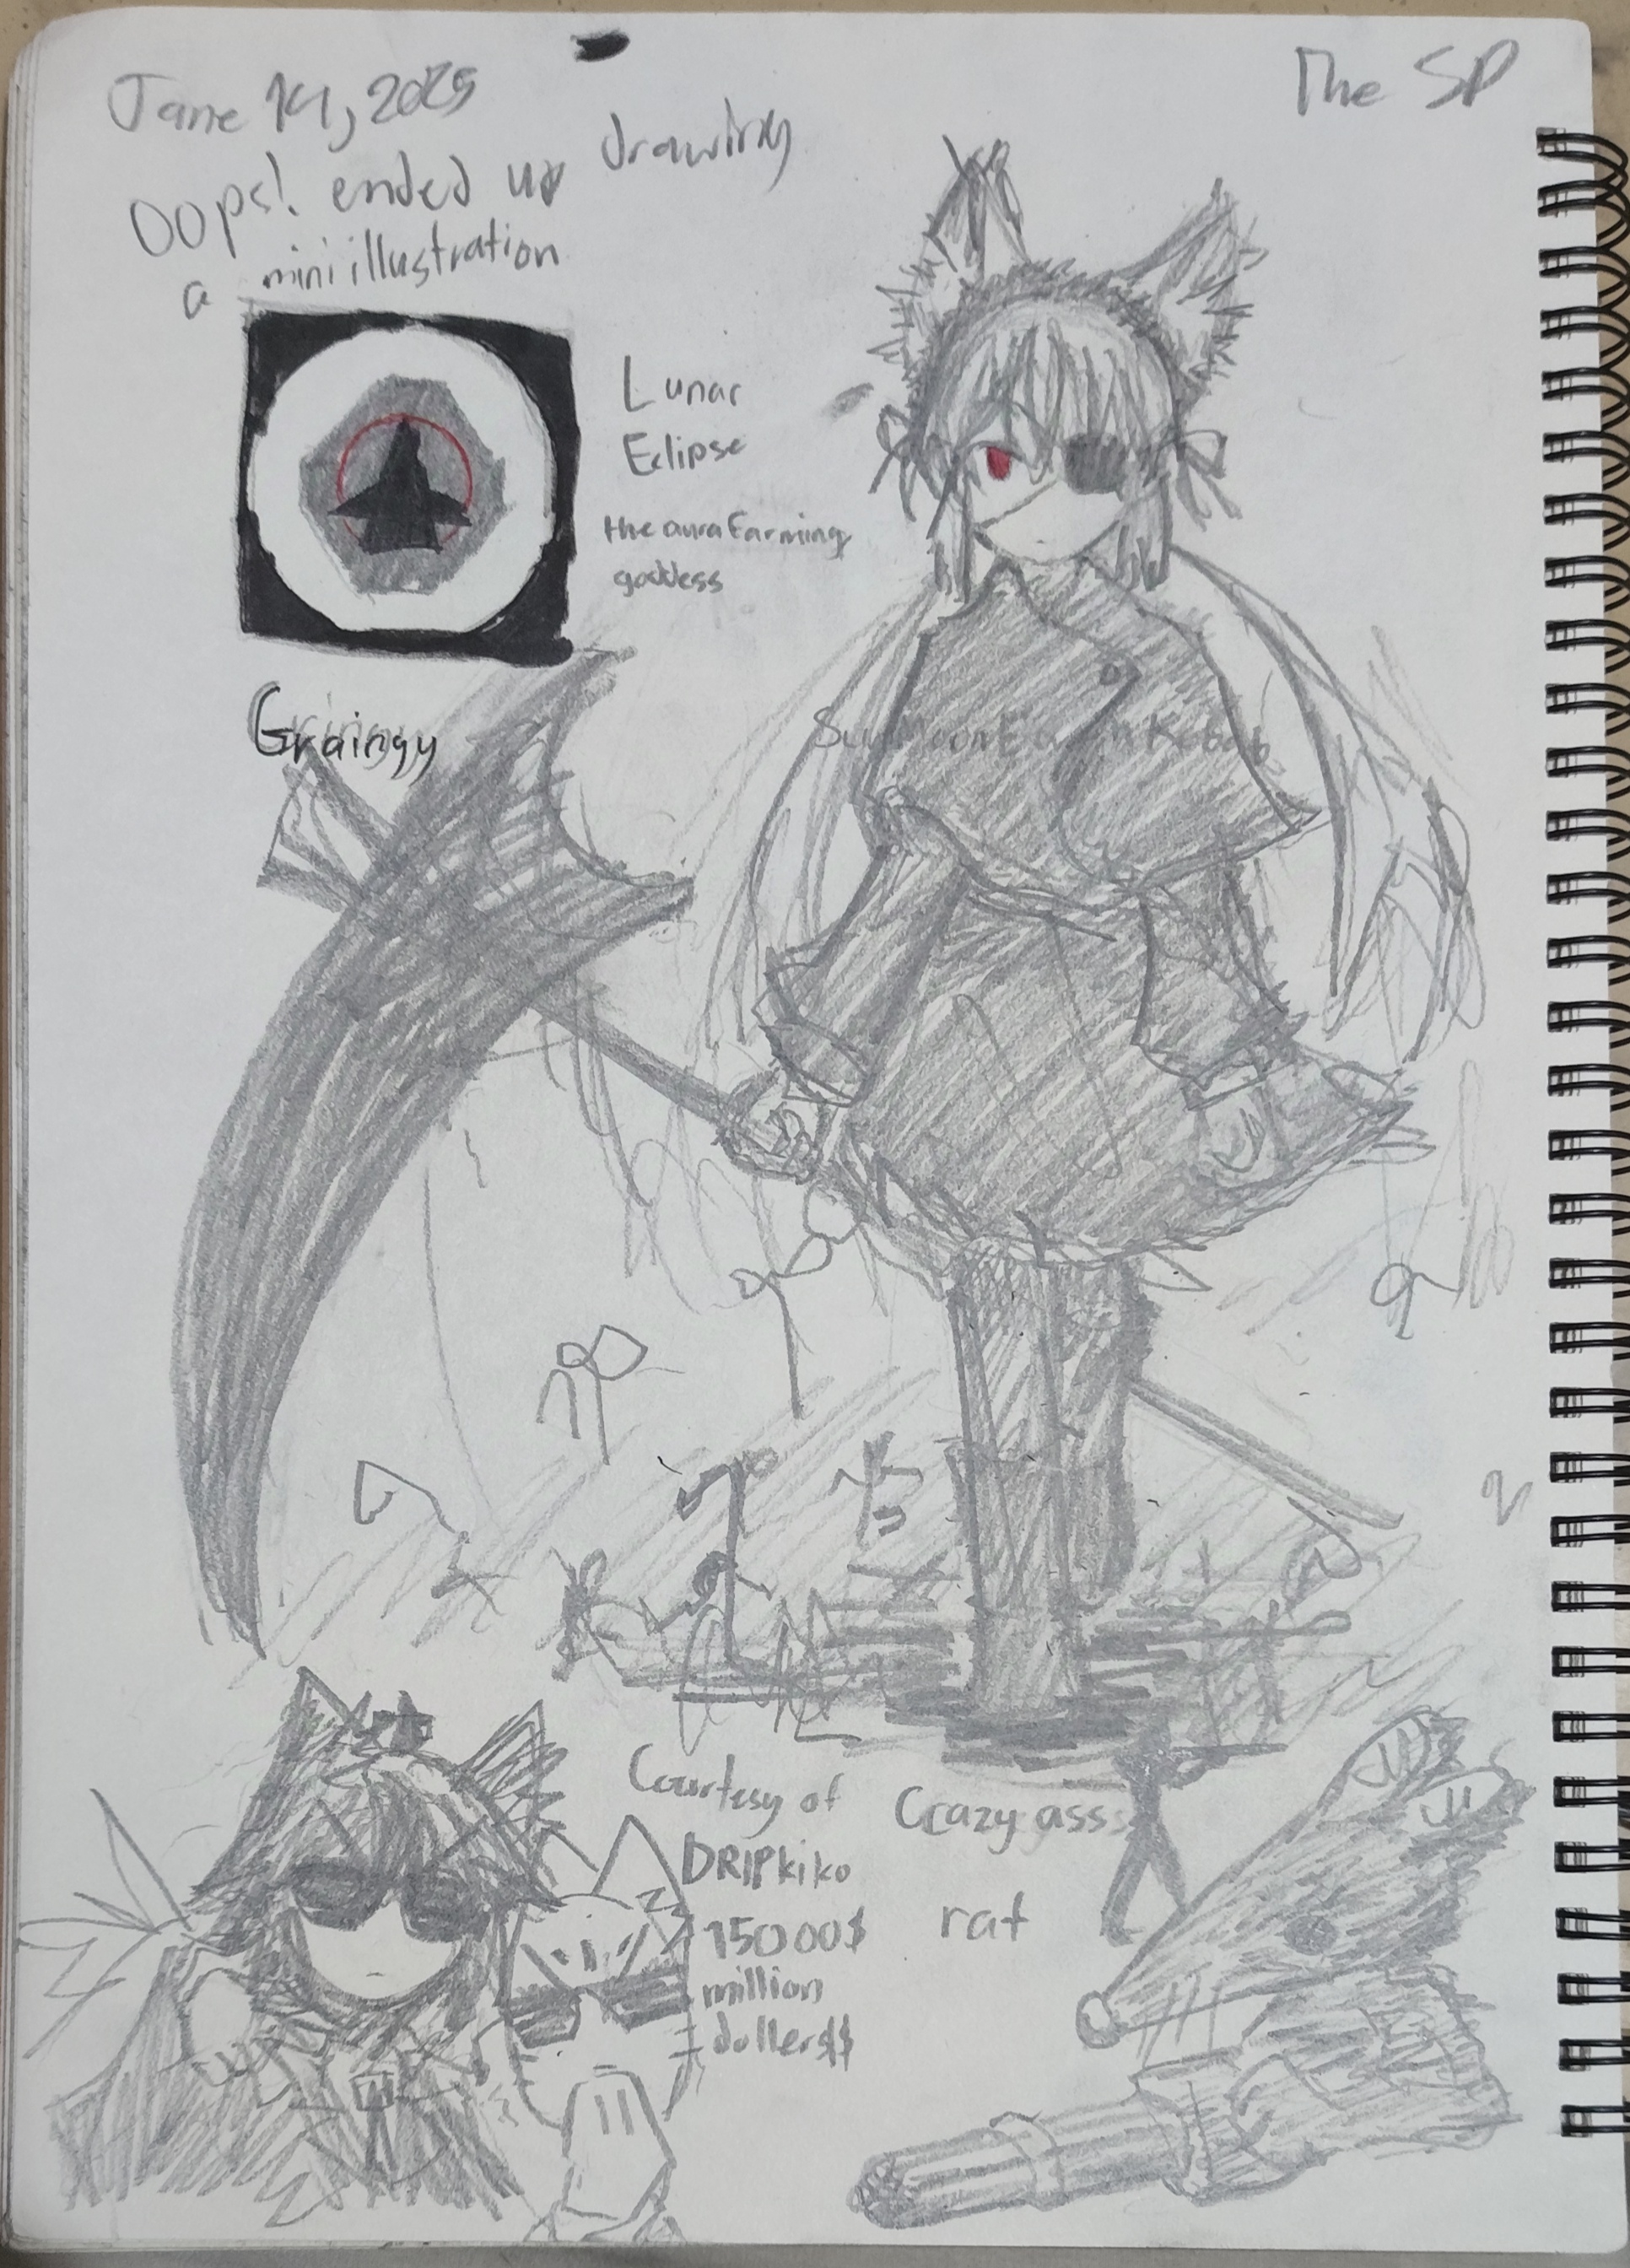 June 14, 2025
The SP
Oops! ended up drawing
a mini illustration
Lunar
Eclipse
the aura farming
goddess
Graingy
Courtesy of
DRIPkiko
15000$
million
dollers$$
Crazy ass
rat